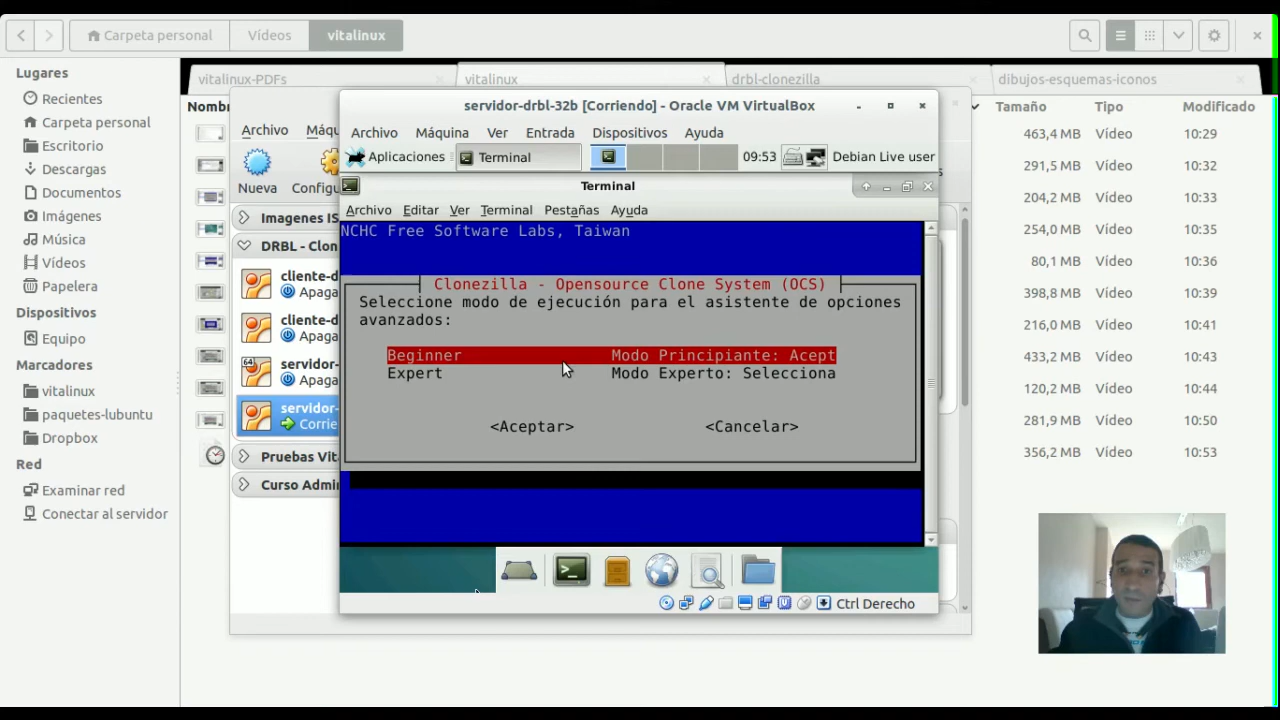 Carpeta personal
Vídeos
vitalinux
Lugares
Recientes
Carpeta personal
Escritorio
Descargas
Documentos
Imágenes
Música
Vídeos
Papelera
Dispositivos
Equipo
Marcadores
vitalinux
paquetes-lubuntu
Dropbox
Red
Examinar red
Conectar al servidor
vitalinux-PDFs
vitalinux
drbl-clonezilla
dibujos-esquemas-iconos
Nomb
Tamaño Tipo Modificado
463,4 MB Vídeo 10:29
291,5 MB Vídeo 10:32
204,2 MB Vídeo 10:33
254,0 MB Vídeo 10:35
80,1 MB Vídeo 10:36
398,8 MB Vídeo 10:39
216,0 MB Vídeo 10:41
433,2 MB Vídeo 10:43
120,2 MB Vídeo 10:44
281,9 MB Vídeo 10:50
356,2 MB Vídeo 10:53
Archivo Máqu
Nueva Configu
Imagenes IS
DRBL - Clon
cliente-d
Apaga
cliente-d
Apaga
servidor-
64
Apaga
servidor-
Corrie
Pruebas Vit
Curso Admi
servidor-drbl-32b [Corriendo] - Oracle VM VirtualBox
Archivo Máquina Ver Entrada Dispositivos Ayuda
Aplicaciones Terminal 09:53 Debian Live user
Terminal
Archivo Editar Ver Terminal Pestañas Ayuda
NCHC Free Software Labs, Taiwan
Clonezilla - Opensource Clone System (OCS)
Seleccione modo de ejecución para el asistente de opciones
avanzados:
Beginner Modo Principiante: Acept
Expert Modo Experto: Selecciona
<Aceptar> <Cancelar>
Ctrl Derecho